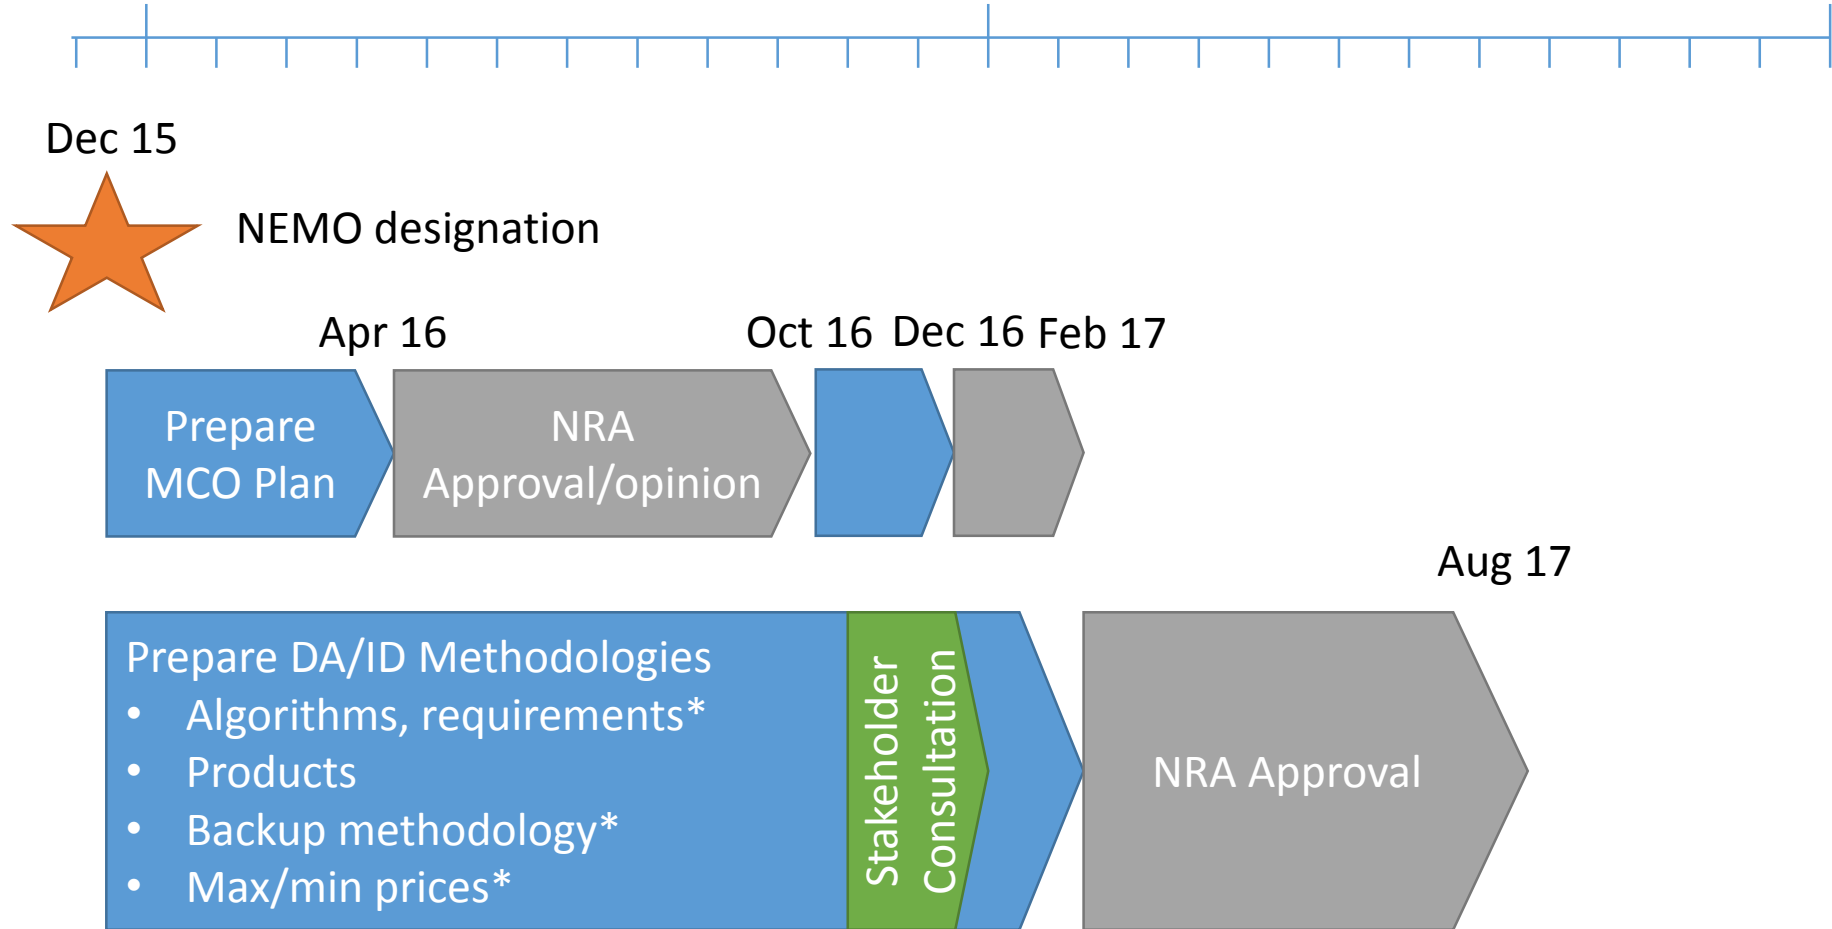 Dec 15
NEMO designation
Apr 16
Oct 16
Dec 16
Feb 17
Prepare
MCO Plan
NRA
Approval/opinion
Aug 17
Prepare DA/ID Methodologies
• Algorithms, requirements*
• Products
• Backup methodology*
• Max/min prices*
Stakeholder
Consultation
NRA Approval